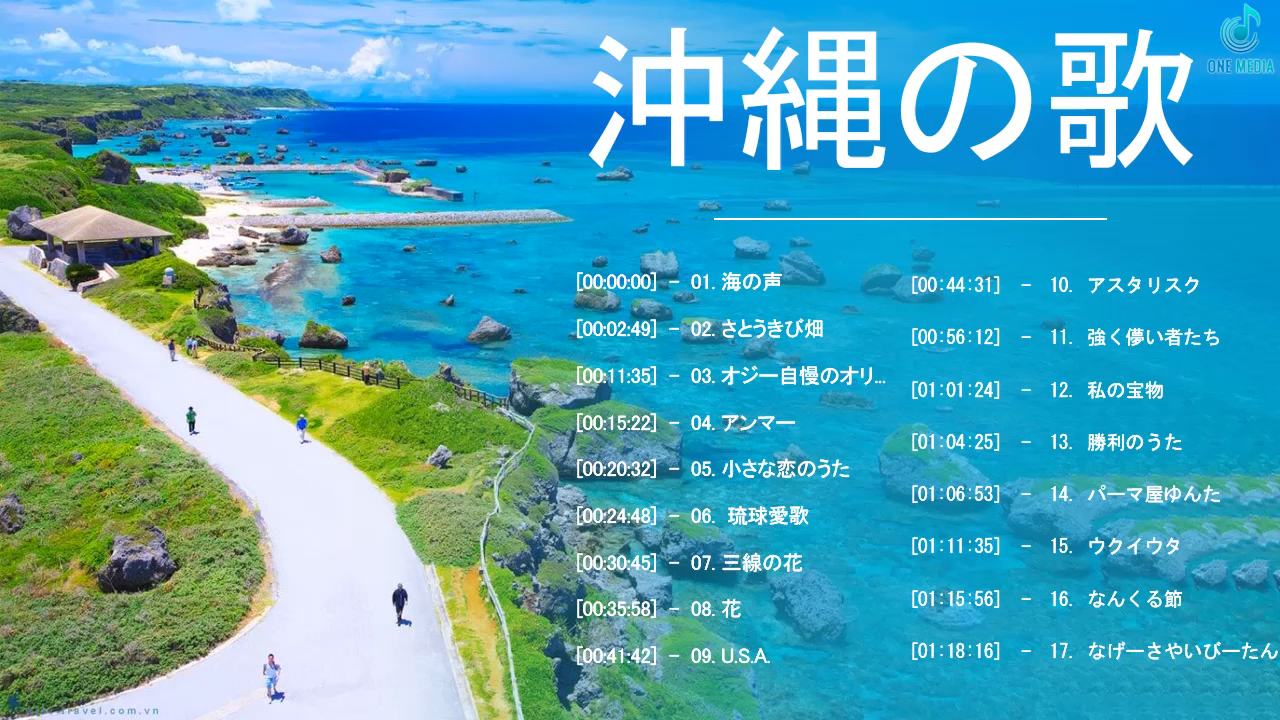 沖縄の歌
ONE MEDIA
[00:00:00] - 01. 海の声
[00:02:49] - 02. さとうきび畑
[00:11:35] - 03. オジー自慢のオリ...
[00:15:22] - 04. アンマー
[00:20:32] - 05. 小さな恋のうた
[00:24:48] - 06. 琉球愛歌
[00:30:45] - 07. 三線の花
[00:35:58] - 08. 花
[00:41:42] - 09. U.S.A.
[00:44:31] - 10. アスタリスク
[00:56:12] - 11. 強く儚い者たち
[01:01:24] - 12. 私の宝物
[01:04:25] - 13. 勝利のうた
[01:06:53] - 14. パーマ屋ゆんた
[01:11:35] - 15. ウクイウタ
[01:15:56] - 16. なんくる節
[01:18:16] - 17. なげーさやいびーたん